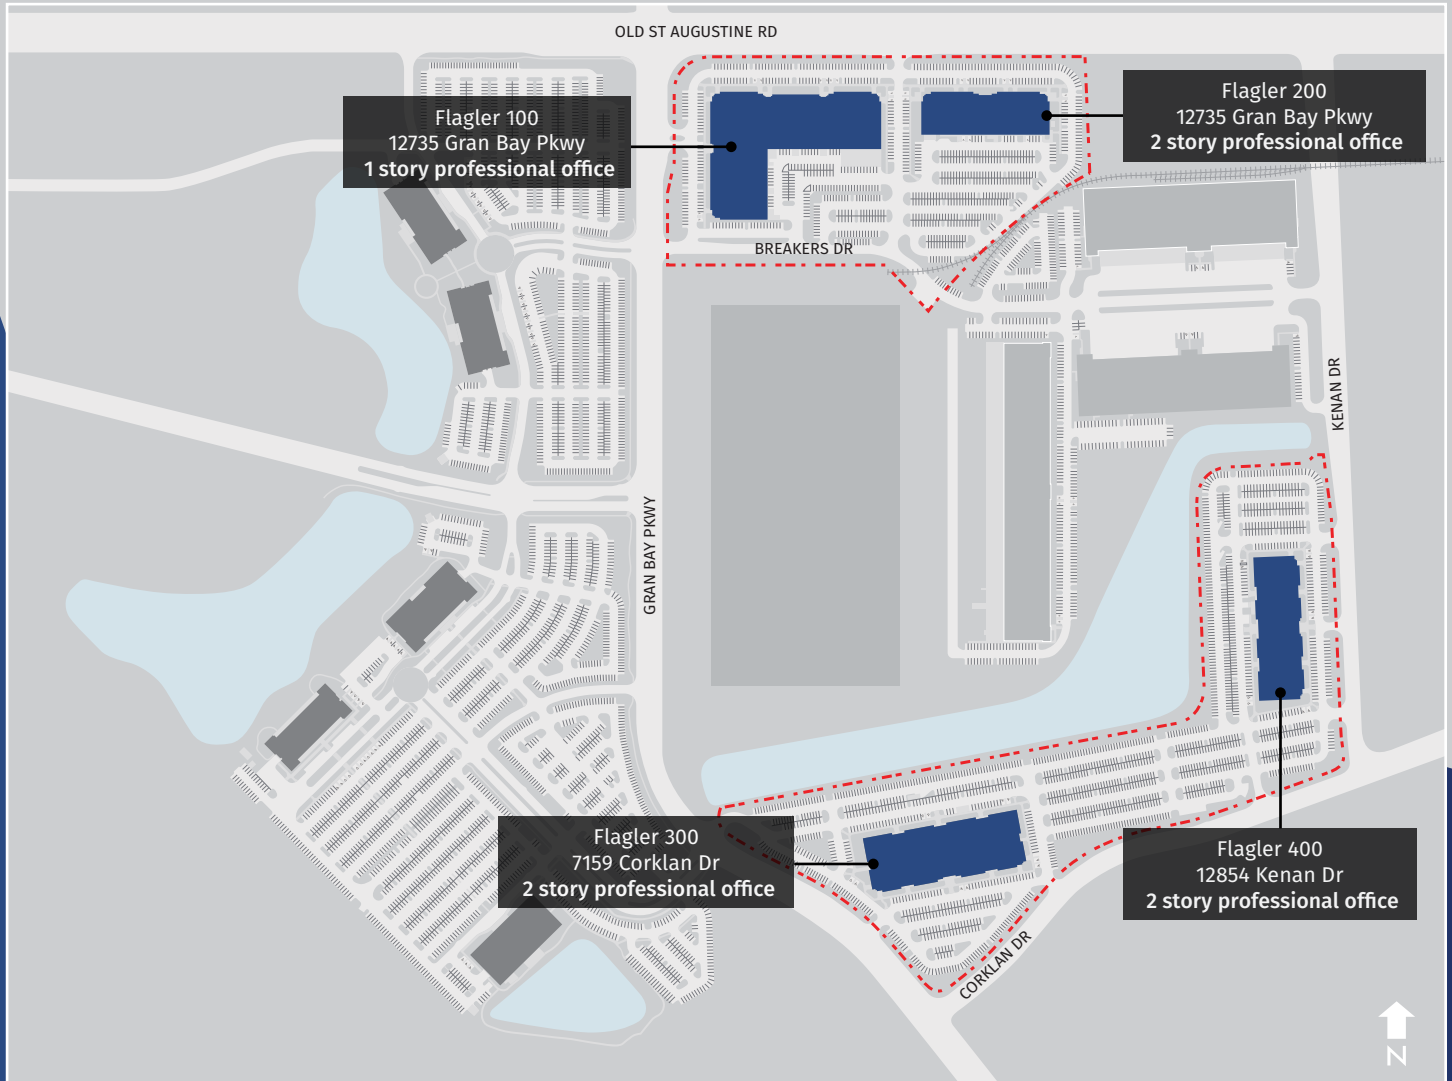 OLD ST AUGUSTINE RD
Flagler 100
12735 Gran Bay Pkwy
1 story professional office
Flagler 200
12735 Gran Bay Pkwy
2 story professional office
BREAKERS DR
KENAN DR
GRAN BAY PKWY
Flagler 300
7159 Corklan Dr
2 story professional office
Flagler 400
12854 Kenan Dr
2 story professional office
CORKLAN DR
N